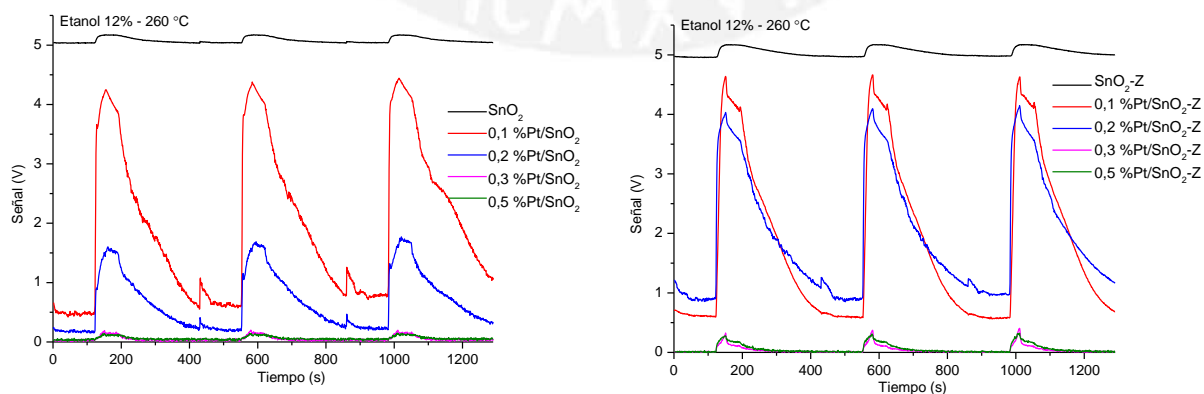 Etanol 12% - 260 °C
Señal (V)
5
4
3
2
1
0
SnO₂
0,1 %Pt/SnO₂
0,2 %Pt/SnO₂
0,3 %Pt/SnO₂
0,5 %Pt/SnO₂
0 200 400 600 800 1000 1200
Tiempo (s)
Etanol 12% - 260 °C
Señal (V)
5
4
3
2
1
0
SnO₂-Z
0,1 %Pt/SnO₂-Z
0,2 %Pt/SnO₂-Z
0,3 %Pt/SnO₂-Z
0,5 %Pt/SnO₂-Z
0 200 400 600 800 1000 1200
Tiempo (s)